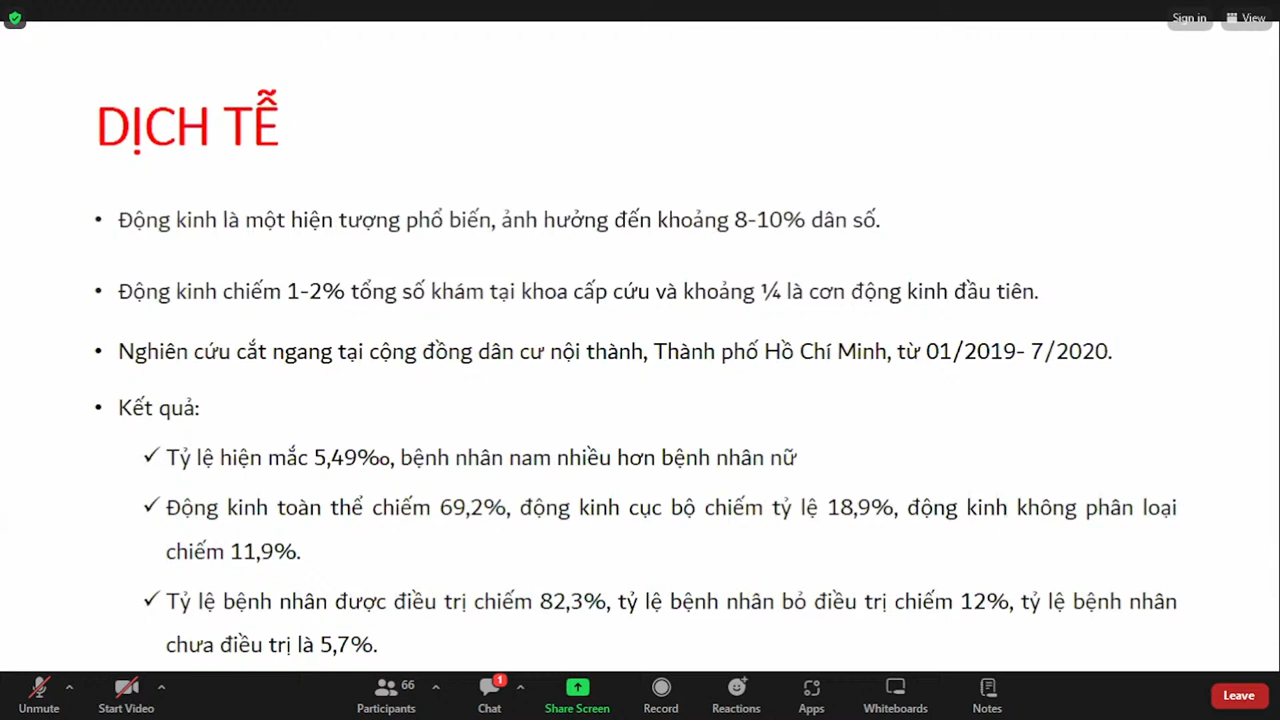 Sign in View
DỊCH TỄ
• Động kinh là một hiện tượng phổ biến, ảnh hưởng đến khoảng 8-10% dân số.
• Động kinh chiếm 1-2% tổng số khám tại khoa cấp cứu và khoảng ¼ là cơn động kinh đầu tiên.
• Nghiên cứu cắt ngang tại cộng đồng dân cư nội thành, Thành phố Hồ Chí Minh, từ 01/2019- 7/2020.
• Kết quả:
✓ Tỷ lệ hiện mắc 5,49‰, bệnh nhân nam nhiều hơn bệnh nhân nữ
✓ Động kinh toàn thể chiếm 69,2%, động kinh cục bộ chiếm tỷ lệ 18,9%, động kinh không phân loại
chiếm 11,9%.
✓ Tỷ lệ bệnh nhân được điều trị chiếm 82,3%, tỷ lệ bệnh nhân bỏ điều trị chiếm 12%, tỷ lệ bệnh nhân
chưa điều trị là 5,7%.
66 1
Unmute Start Video Participants Chat Share Screen Record Reactions Apps Whiteboards Notes Leave